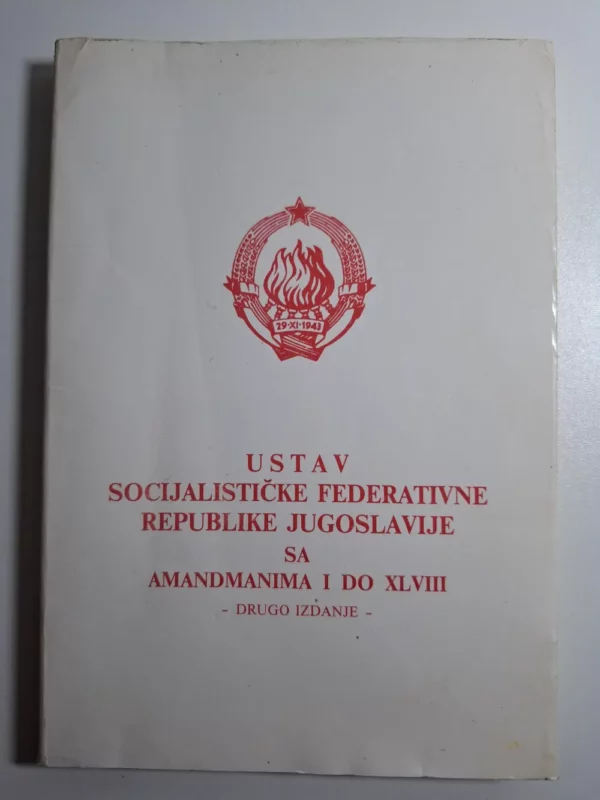 29·XI·1943
USTAV
SOCIJALISTIČKE FEDERATIVNE
REPUBLIKE JUGOSLAVIJE
SA
AMANDMANIMA I DO XLVIII
- DRUGO IZDANJE -